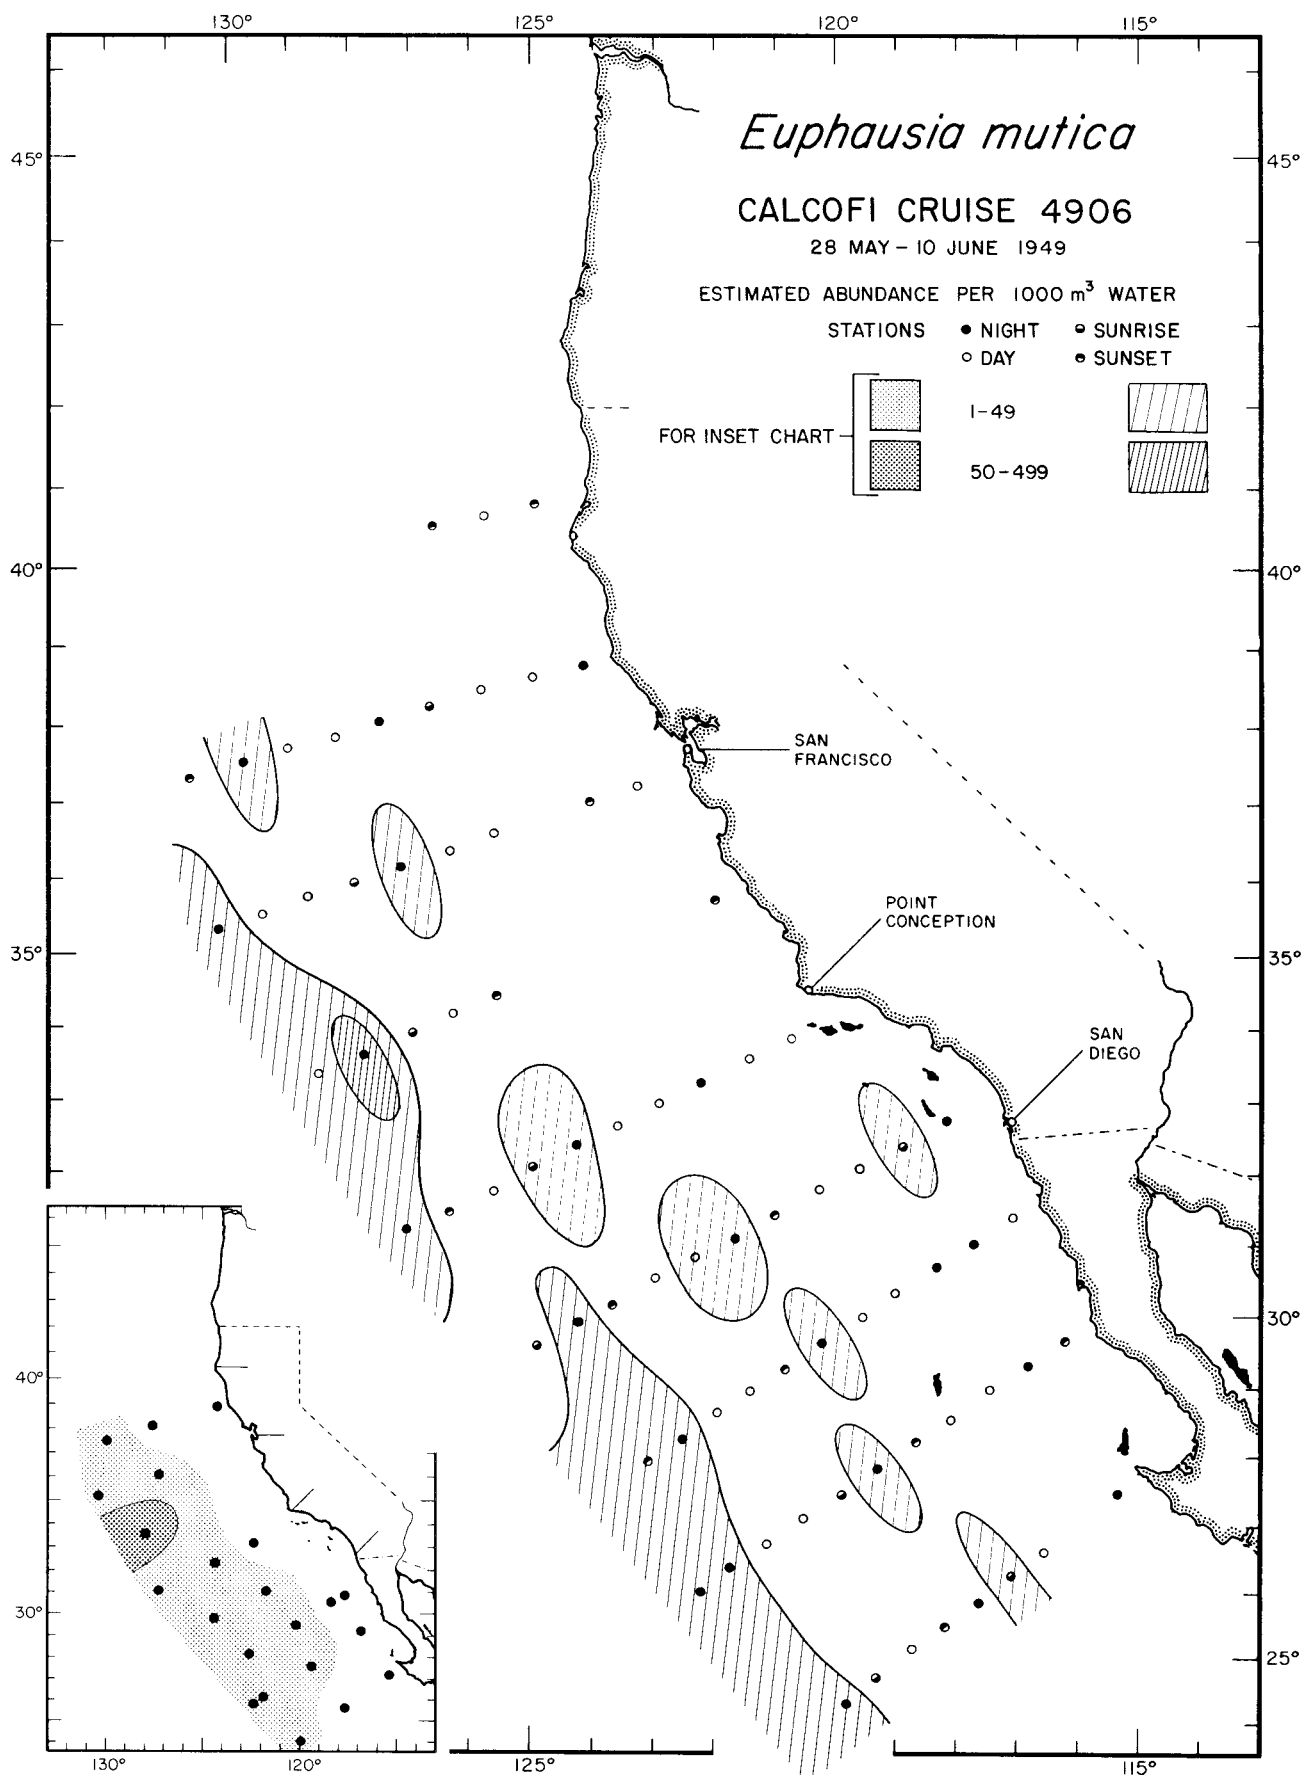 130° 125° 120° 115°
Euphausia mutica
CALCOFI CRUISE 4906
28 MAY – 10 JUNE 1949
ESTIMATED ABUNDANCE PER 1000 m³ WATER
STATIONS ● NIGHT ◓ SUNRISE
○ DAY ◓ SUNSET
1–49
FOR INSET CHART
50–499
45° 45°
40° 40°
SAN
FRANCISCO
POINT
CONCEPTION
35° 35°
SAN
DIEGO
30°
40°
30°
25°
130° 120° 125° 115°